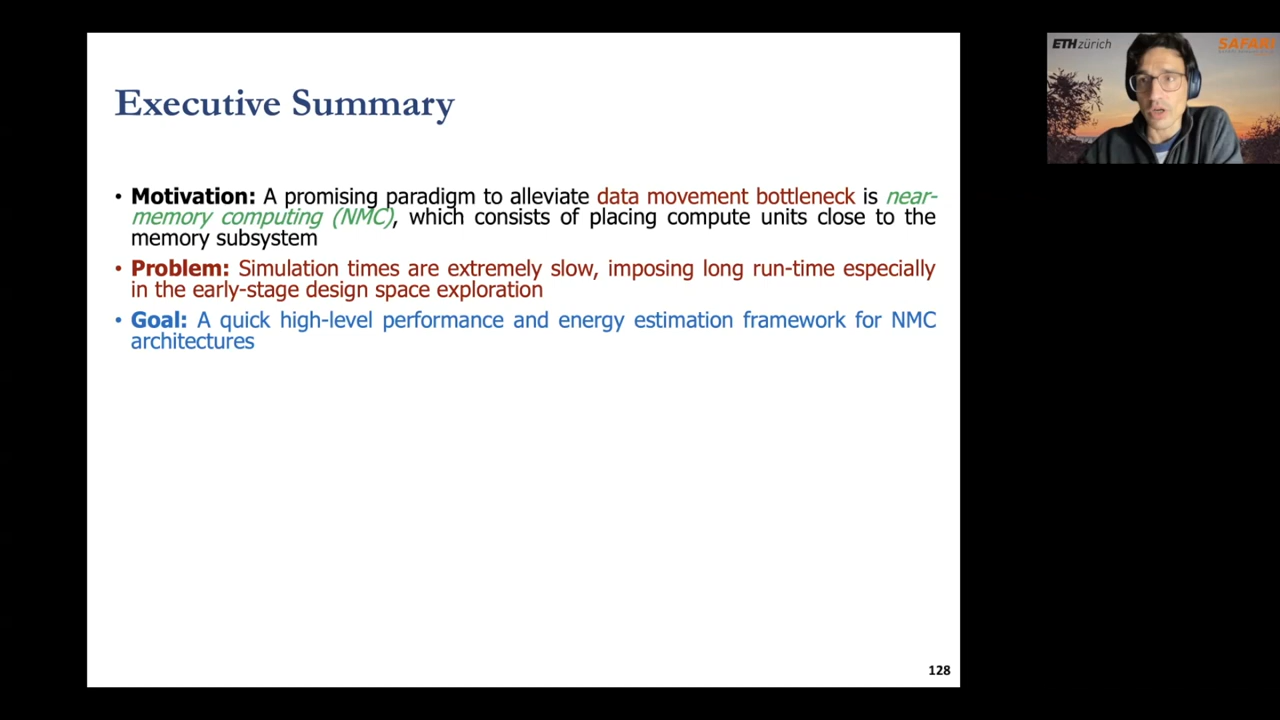 Executive Summary
• Motivation: A promising paradigm to alleviate data movement bottleneck is near-
memory computing (NMC), which consists of placing compute units close to the
memory subsystem
• Problem: Simulation times are extremely slow, imposing long run-time especially
in the early-stage design space exploration
• Goal: A quick high-level performance and energy estimation framework for NMC
architectures
128
ETH zürich
SAFARI